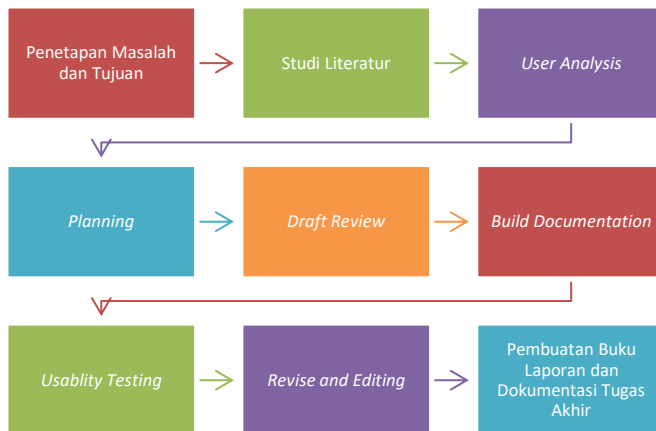 Penetapan Masalah
dan Tujuan
Studi Literatur
User Analysis
Planning
Draft Review
Build Documentation
Usablity Testing
Revise and Editing
Pembuatan Buku
Laporan dan
Dokumentasi Tugas
Akhir